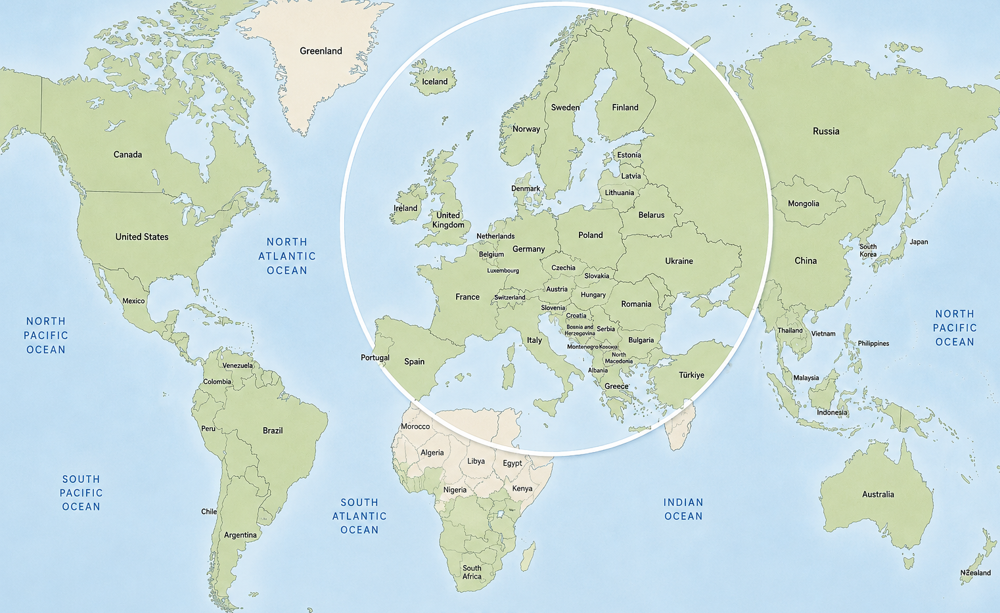 Greenland
Iceland
Sweden
Finland
Norway
Russia
Canada
Estonia
Latvia
Denmark
Lithuania
Mongolia
Ireland
United
Kingdom
Belarus
United States
Netherlands
Poland
NORTH
ATLANTIC
OCEAN
Belgium
Germany
South
Korea
Japan
Ukraine
China
Luxembourg
Czechia
Slovakia
Austria
France
Switzerland
Hungary
Mexico
Romania
Slovenia
Croatia
NORTH
PACIFIC
OCEAN
Bosnia and
Herzegovina
Serbia
NORTH
PACIFIC
OCEAN
Thailand
Vietnam
Italy
Bulgaria
Philippines
Montenegro
Kosovo
Portugal
Spain
North
Macedonia
Venezuela
Albania
Türkiye
Colombia
Malaysia
Greece
Indonesia
Morocco
Peru
Brazil
Algeria
Libya
Egypt
SOUTH
PACIFIC
OCEAN
Nigeria
Kenya
Australia
SOUTH
ATLANTIC
OCEAN
INDIAN
OCEAN
Chile
Argentina
South
Africa